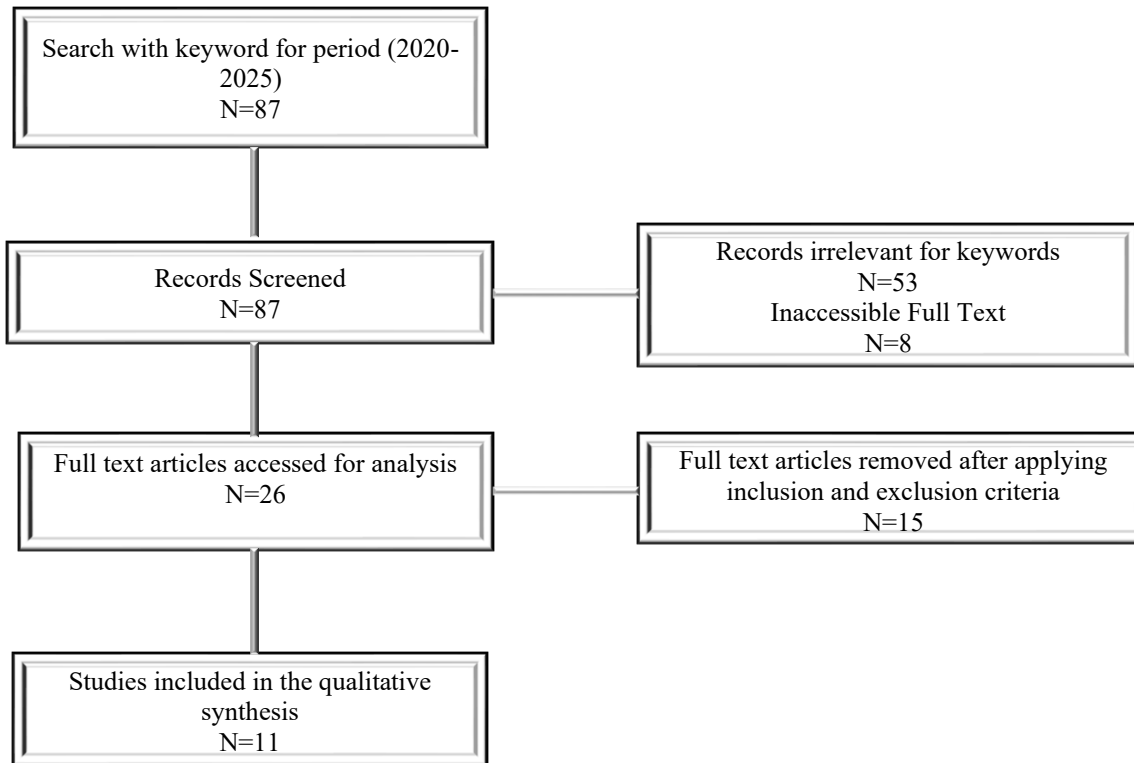 Search with keyword for period (2020-
2025)
N=87
Records Screened
N=87
Records irrelevant for keywords
N=53
Inaccessible Full Text
N=8
Full text articles accessed for analysis
N=26
Full text articles removed after applying
inclusion and exclusion criteria
N=15
Studies included in the qualitative
synthesis
N=11